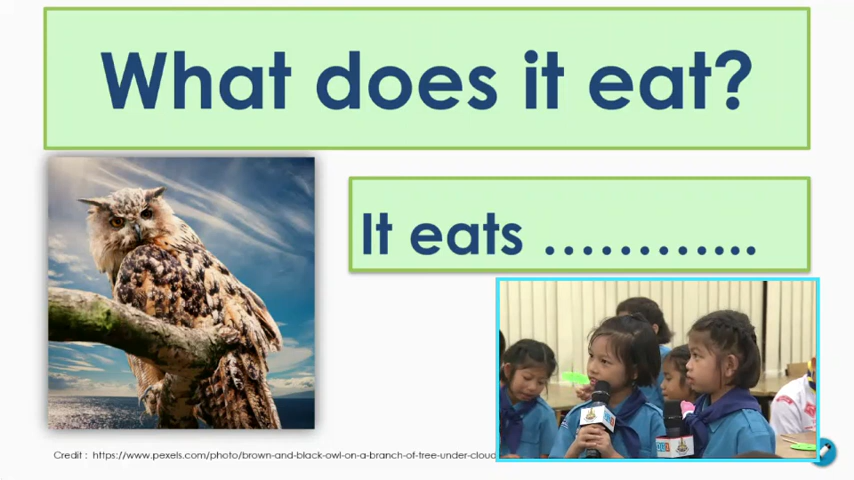 What does it eat?
It eats …………...
Credit : https://www.pexels.com/photo/brown-and-black-owl-on-a-branch-of-tree-under-cloud